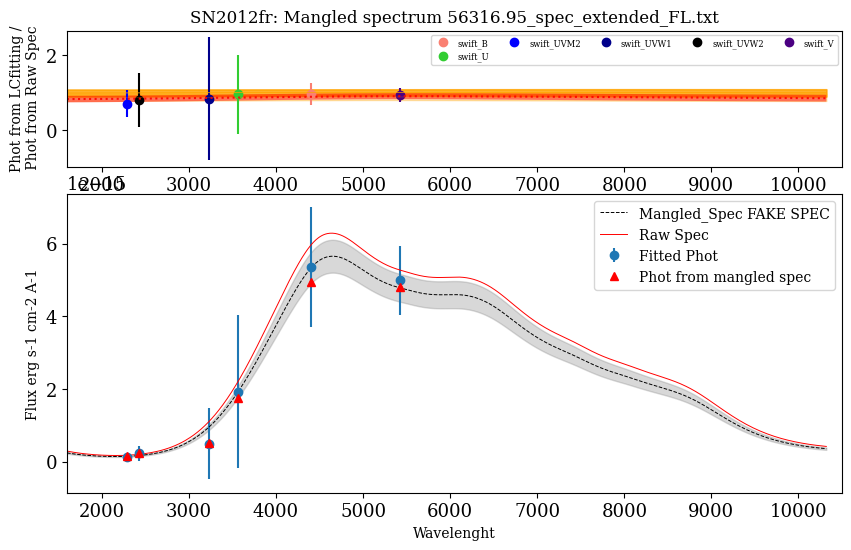 SN2012fr: Mangled spectrum 56316.95_spec_extended_FL.txt
Phot from LCfitting /
Phot from Raw Spec
2
0
swift_B
swift_U
swift_UVM2
swift_UVW1
swift_UVW2
swift_V
2000 3000 4000 5000 6000 7000 8000 9000 10000
1e−15
Flux erg s-1 cm-2 A-1
6
4
2
0
Mangled_Spec FAKE SPEC
Raw Spec
Fitted Phot
Phot from mangled spec
2000 3000 4000 5000 6000 7000 8000 9000 10000
Wavelenght